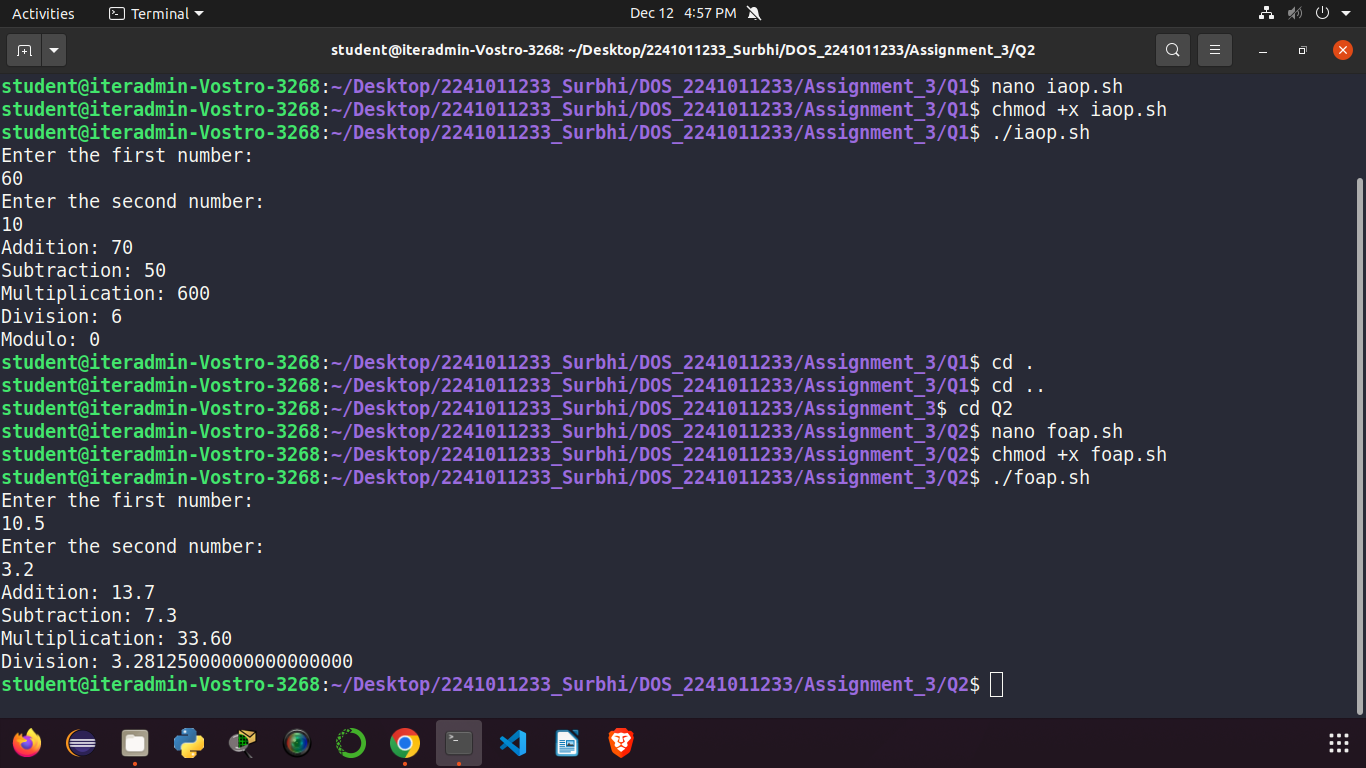 Activities Terminal Dec 12 4:57 PM
student@iteradmin-Vostro-3268: ~/Desktop/2241011233_Surbhi/DOS_2241011233/Assignment_3/Q2
student@iteradmin-Vostro-3268:~/Desktop/2241011233_Surbhi/DOS_2241011233/Assignment_3/Q1$ nano iaop.sh
student@iteradmin-Vostro-3268:~/Desktop/2241011233_Surbhi/DOS_2241011233/Assignment_3/Q1$ chmod +x iaop.sh
student@iteradmin-Vostro-3268:~/Desktop/2241011233_Surbhi/DOS_2241011233/Assignment_3/Q1$ ./iaop.sh
Enter the first number:
60
Enter the second number:
10
Addition: 70
Subtraction: 50
Multiplication: 600
Division: 6
Modulo: 0
student@iteradmin-Vostro-3268:~/Desktop/2241011233_Surbhi/DOS_2241011233/Assignment_3/Q1$ cd .
student@iteradmin-Vostro-3268:~/Desktop/2241011233_Surbhi/DOS_2241011233/Assignment_3/Q1$ cd ..
student@iteradmin-Vostro-3268:~/Desktop/2241011233_Surbhi/DOS_2241011233/Assignment_3$ cd Q2
student@iteradmin-Vostro-3268:~/Desktop/2241011233_Surbhi/DOS_2241011233/Assignment_3/Q2$ nano foap.sh
student@iteradmin-Vostro-3268:~/Desktop/2241011233_Surbhi/DOS_2241011233/Assignment_3/Q2$ chmod +x foap.sh
student@iteradmin-Vostro-3268:~/Desktop/2241011233_Surbhi/DOS_2241011233/Assignment_3/Q2$ ./foap.sh
Enter the first number:
10.5
Enter the second number:
3.2
Addition: 13.7
Subtraction: 7.3
Multiplication: 33.60
Division: 3.28125000000000000000
student@iteradmin-Vostro-3268:~/Desktop/2241011233_Surbhi/DOS_2241011233/Assignment_3/Q2$